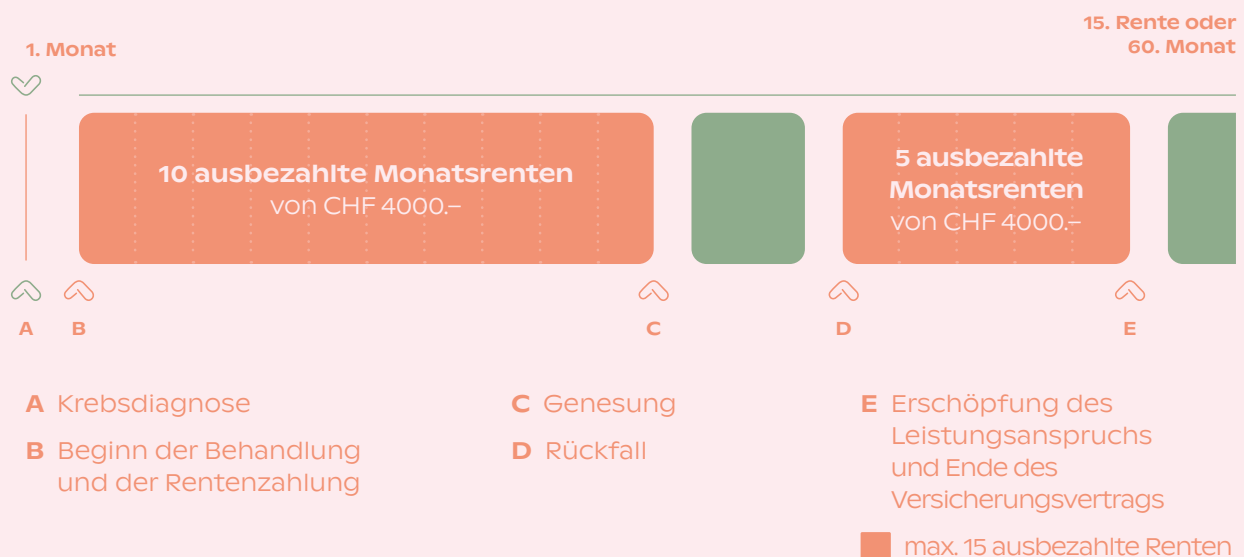 15. Rente oder
60. Monat
1. Monat
10 ausbezahlte Monatsrenten
von CHF 4000.–
5 ausbezahlte
Monatsrenten
von CHF 4000.–
A
B
C
D
E
A Krebsdiagnose
B Beginn der Behandlung
und der Rentenzahlung
C Genesung
D Rückfall
E Erschöpfung des
Leistungsanspruchs
und Ende des
Versicherungsvertrags
max. 15 ausbezahlte Renten